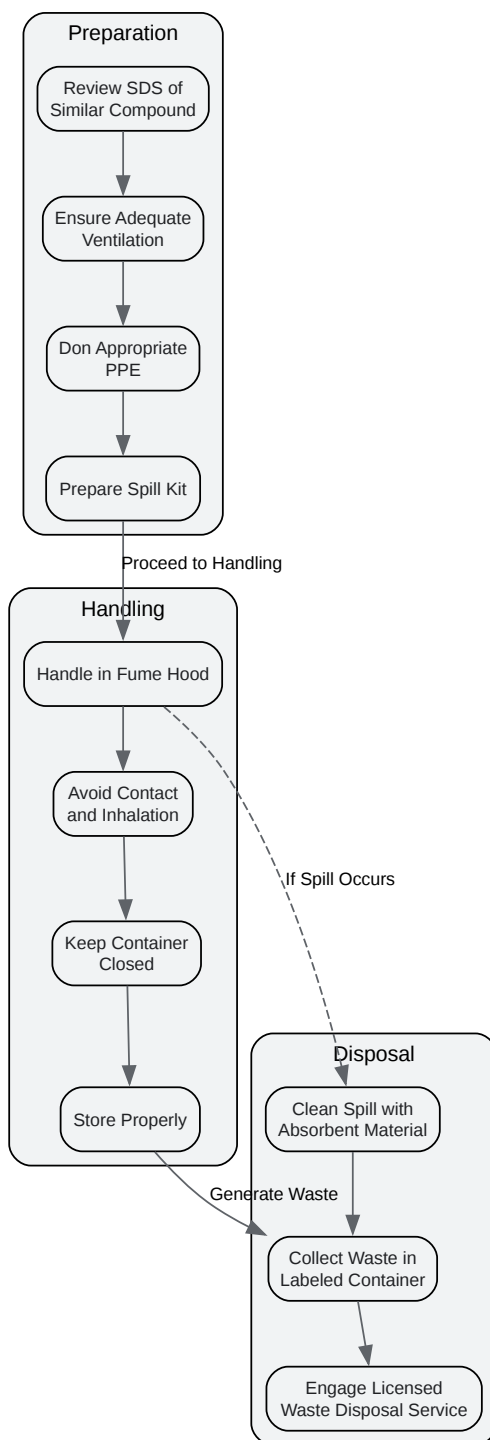 Preparation
Review SDS of
Similar Compound
Ensure Adequate
Ventilation
Don Appropriate
PPE
Prepare Spill Kit
Proceed to Handling
Handling
Handle in Fume Hood
Avoid Contact
and Inhalation
If Spill Occurs
Keep Container
Closed
Disposal
Store Properly
Clean Spill with
Absorbent Material
Generate Waste
Collect Waste in
Labeled Container
Engage Licensed
Waste Disposal Service